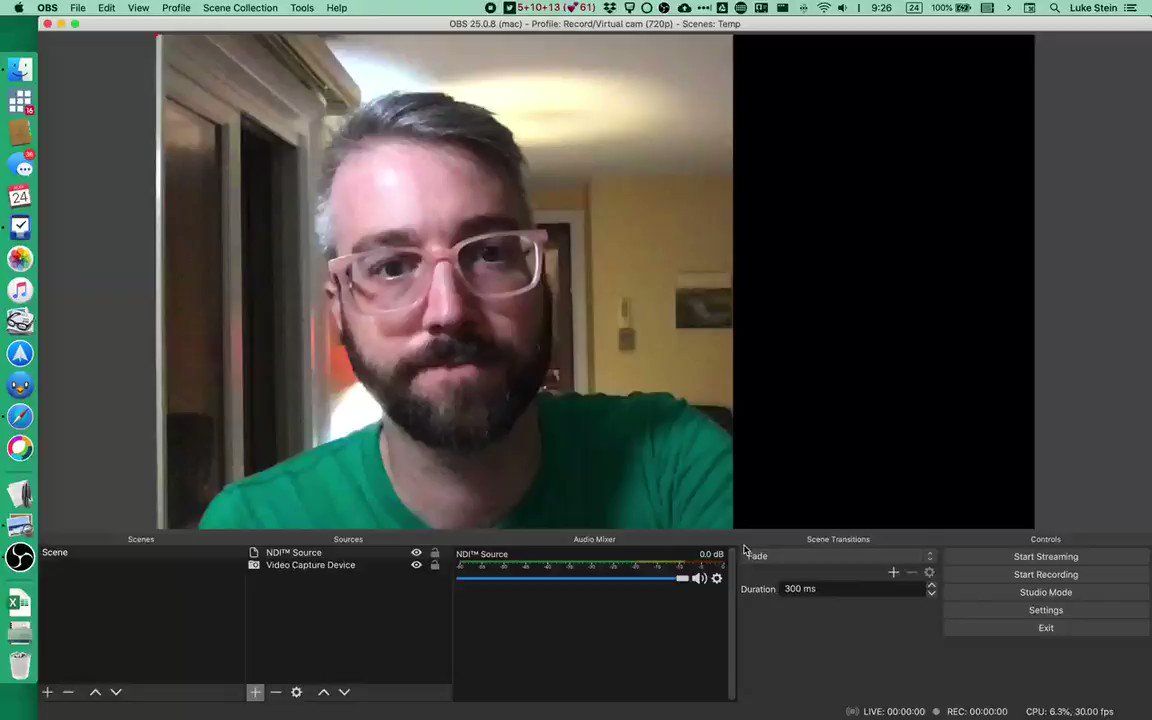 OBS File Edit View Profile Scene Collection Tools Help 5+10+13 (💕61) 9:26 24 100% Luke Stein
OBS 25.0.8 (mac) - Profile: Record/Virtual cam (720p) - Scenes: Temp
16
36
24
Scenes Sources Audio Mixer Scene Transitions Controls
Scene NDI™ Source NDI™ Source 0.0 dB Fade Start Streaming
Video Capture Device Start Recording
Duration 300 ms Studio Mode
Settings
Exit
LIVE: 00:00:00 REC: 00:00:00 CPU: 6.3%, 30.00 fps